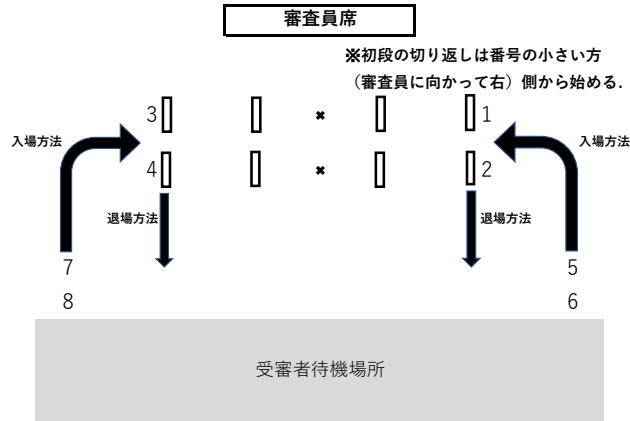 審査員席
※初段の切り返しは番号の小さい方
（審査員に向かって右）側から始める．
3 × 1
入場方法 入場方法
4 × 2
退場方法 退場方法
7 5
8 6
受審者待機場所